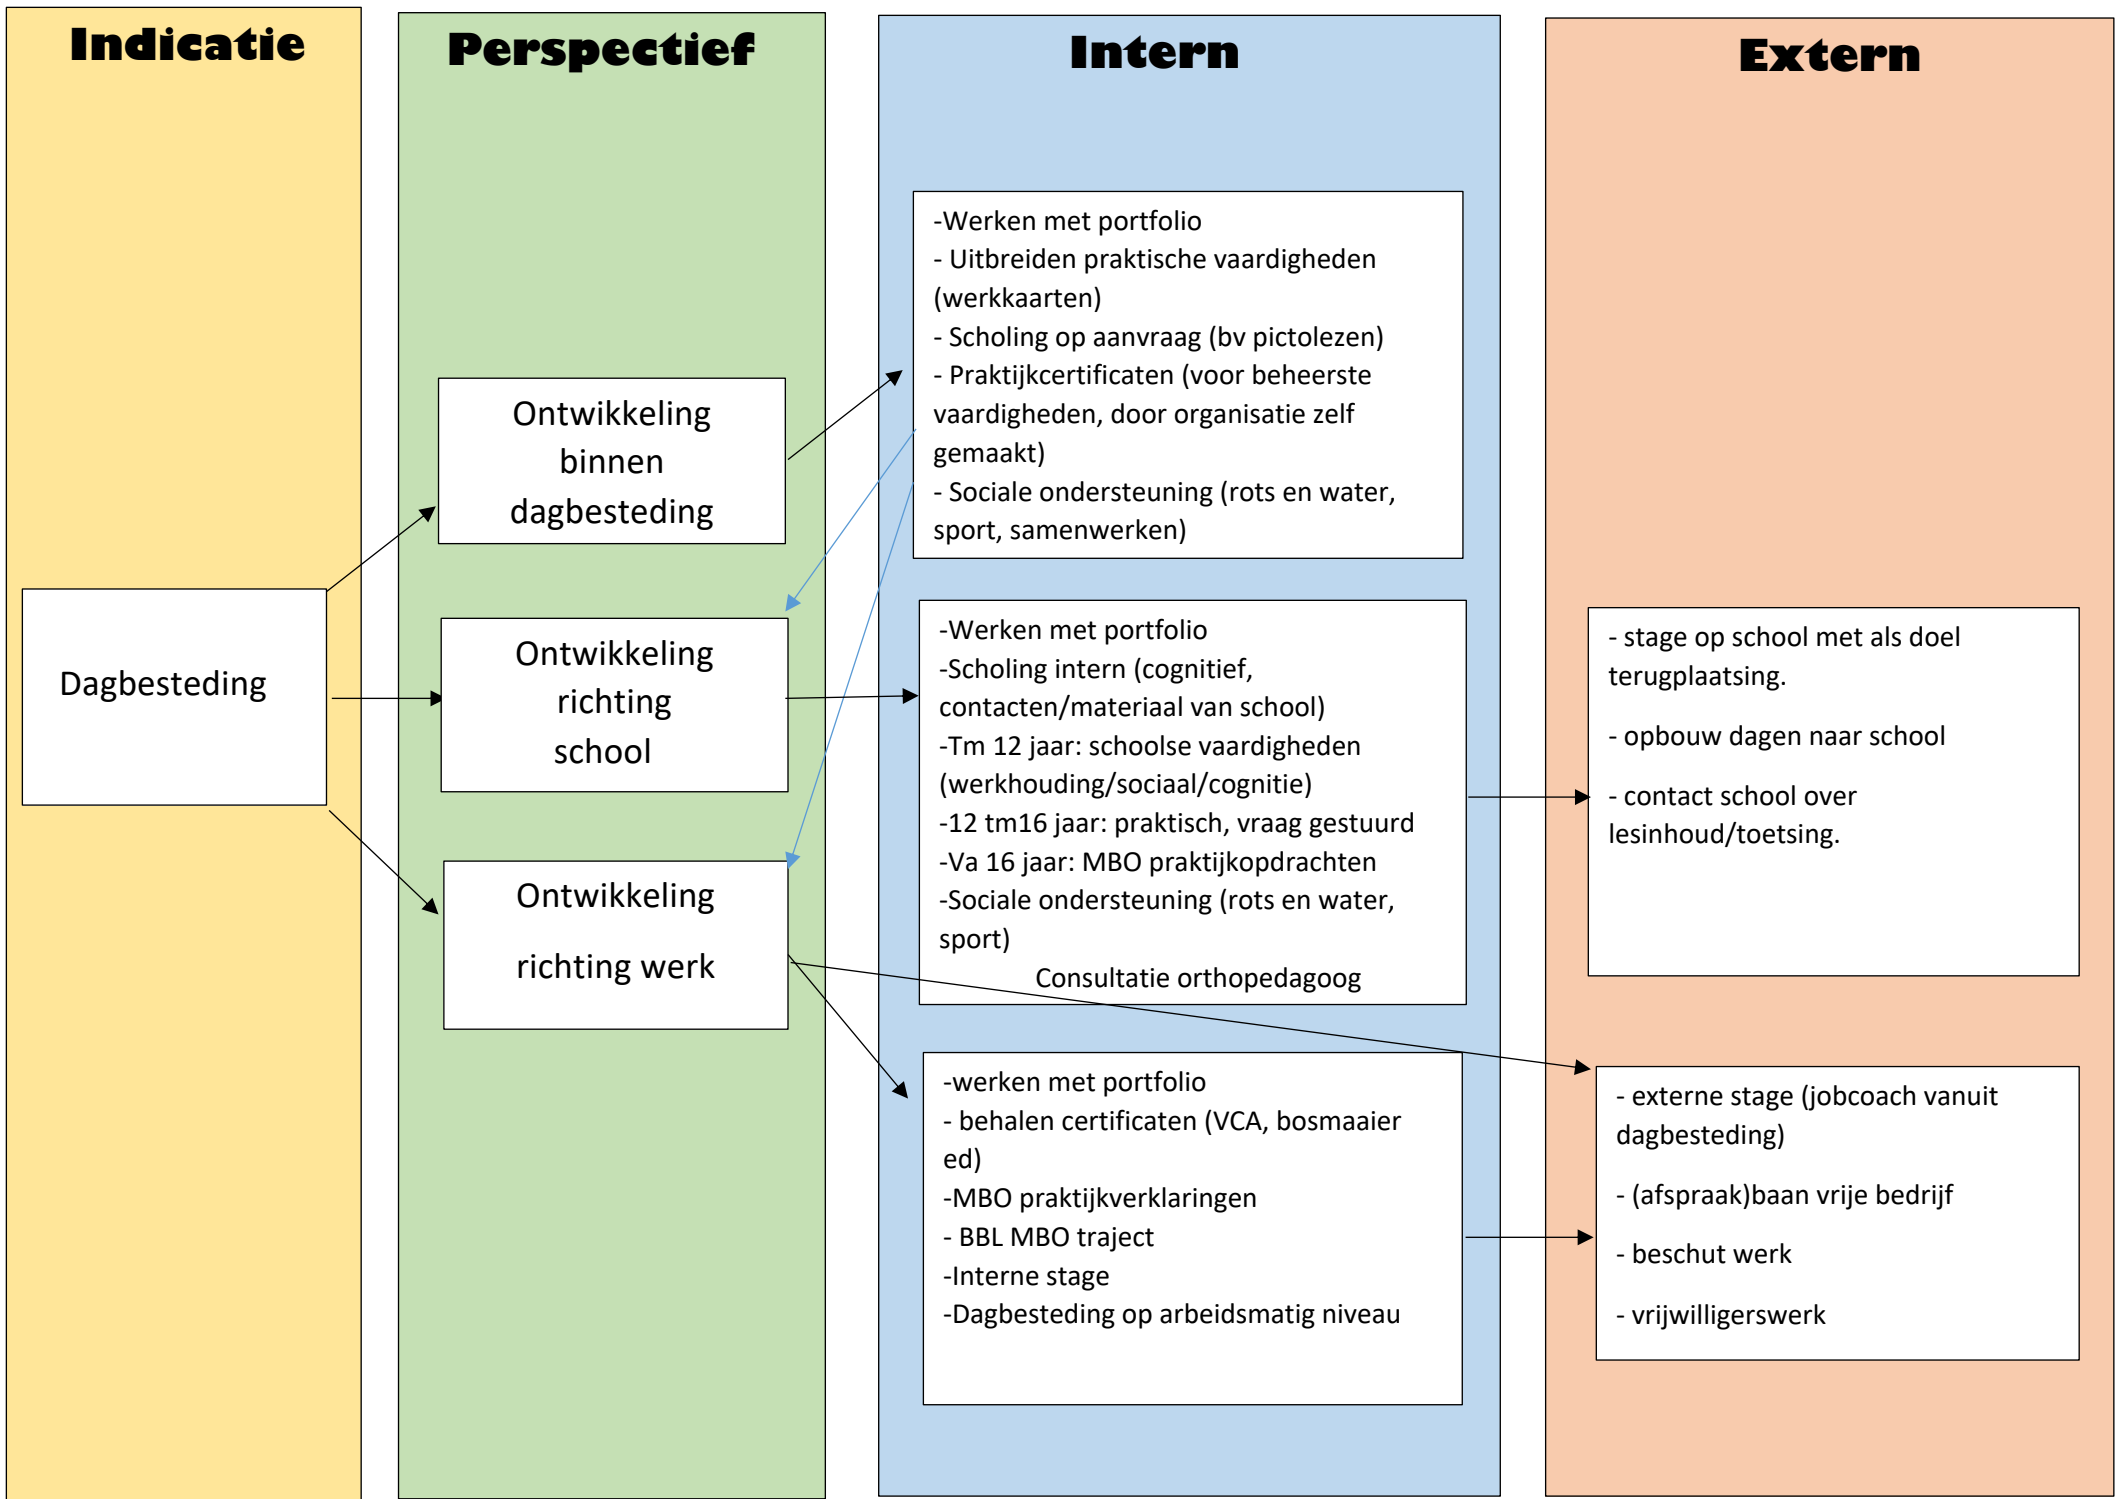 Indicatie
Dagbesteding
Perspectief
Ontwikkeling
binnen
dagbesteding
Ontwikkeling
richting
school
Ontwikkeling
richting werk
Intern
-Werken met portfolio
- Uitbreiden praktische vaardigheden
(werkkaarten)
- Scholing op aanvraag (bv pictolezen)
- Praktijkcertificaten (voor beheerste
vaardigheden, door organisatie zelf
gemaakt)
- Sociale ondersteuning (rots en water,
sport, samenwerken)
-Werken met portfolio
-Scholing intern (cognitief,
contacten/materiaal van school)
-Tm 12 jaar: schoolse vaardigheden
(werkhouding/sociaal/cognitie)
-12 tm16 jaar: praktisch, vraag gestuurd
-Va 16 jaar: MBO praktijkopdrachten
-Sociale ondersteuning (rots en water,
sport)
Consultatie orthopedagoog
-werken met portfolio
- behalen certificaten (VCA, bosmaaier
ed)
-MBO praktijkverklaringen
- BBL MBO traject
-Interne stage
-Dagbesteding op arbeidsmatig niveau
Extern
- stage op school met als doel
terugplaatsing.
- opbouw dagen naar school
- contact school over
lesinhoud/toetsing.
- externe stage (jobcoach vanuit
dagbesteding)
- (afspraak)baan vrije bedrijf
- beschut werk
- vrijwilligerswerk